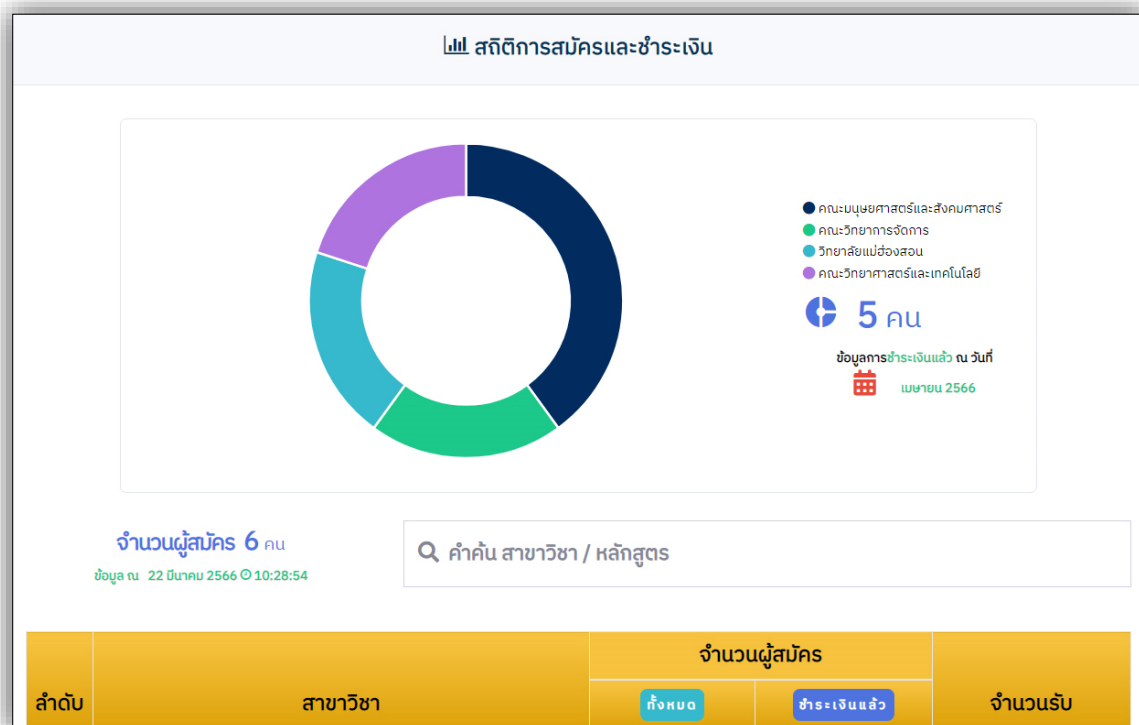 สถิติการสมัครและชำระเงิน
คณะมนุษยศาสตร์และสังคมศาสตร์
คณะวิทยาการจัดการ
วิทยาลัยแม่ฮ่องสอน
คณะวิทยาศาสตร์และเทคโนโลยี
5 คน
ข้อมูลการชำระเงินแล้ว ณ วันที่
เมษายน 2566
จำนวนผู้สมัคร 6 คน
ข้อมูล ณ 22 มีนาคม 2566 10:28:54
คำค้น สาขาวิชา / หลักสูตร
ลำดับ
สาขาวิชา
จำนวนผู้สมัคร
ทั้งหมด
ชำระเงินแล้ว
จำนวนรับ